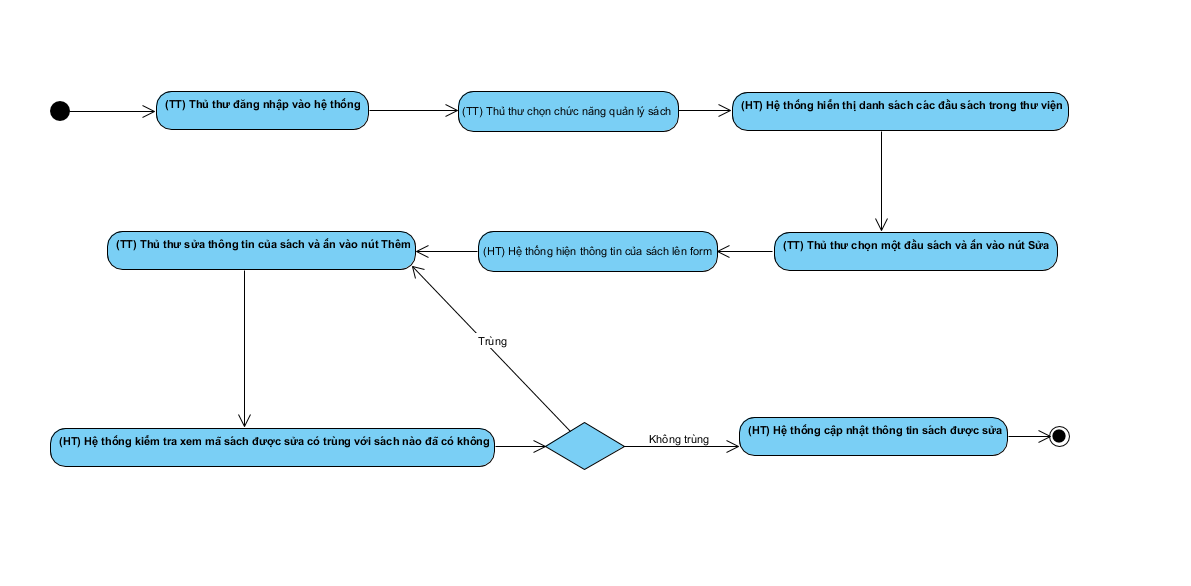 (TT) Thủ thư đăng nhập vào hệ thống
(TT) Thủ thư chọn chức năng quản lý sách
(HT) Hệ thống hiển thị danh sách các đầu sách trong thư viện
(TT) Thủ thư chọn một đầu sách và ấn vào nút Sửa
(HT) Hệ thống hiện thông tin của sách lên form
(TT) Thủ thư sửa thông tin của sách và ấn vào nút Thêm
Trùng
(HT) Hệ thống kiểm tra xem mã sách được sửa có trùng với sách nào đã có không
Không trùng
(HT) Hệ thống cập nhật thông tin sách được sửa